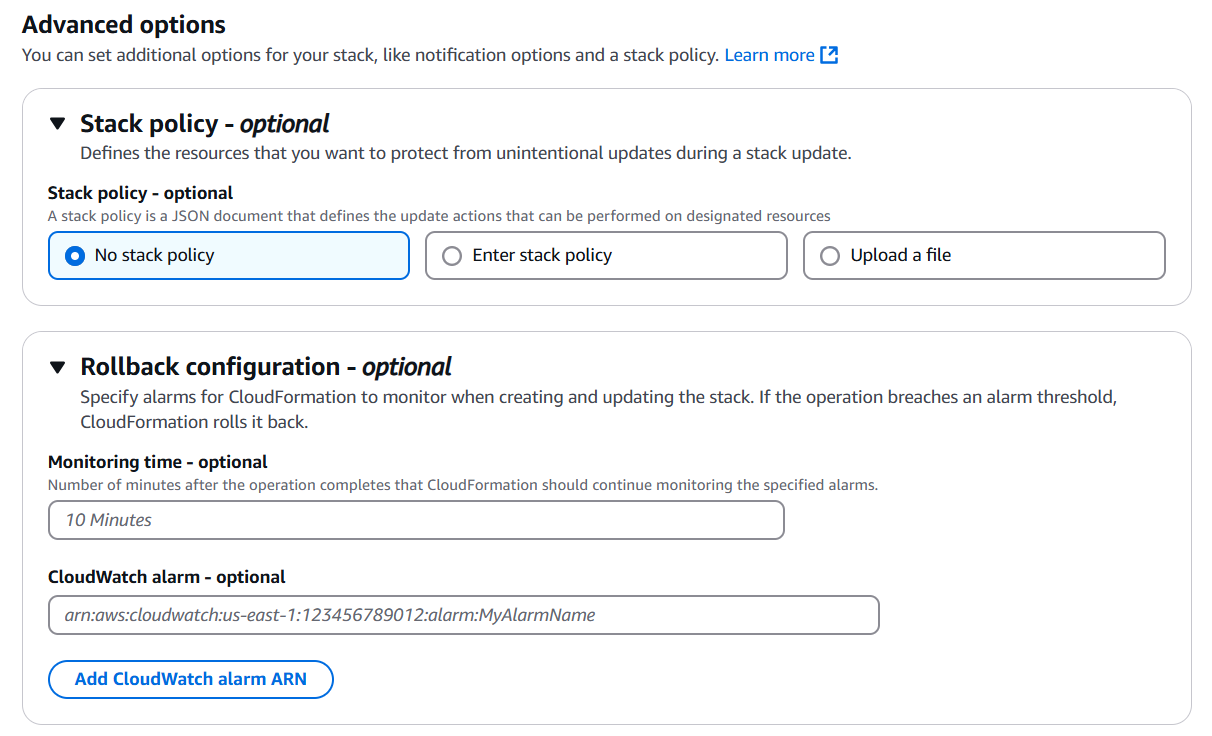 Advanced options
You can set additional options for your stack, like notification options and a stack policy. Learn more
Stack policy - optional
Defines the resources that you want to protect from unintentional updates during a stack update.
Stack policy - optional
A stack policy is a JSON document that defines the update actions that can be performed on designated resources
No stack policy
Enter stack policy
Upload a file
Rollback configuration - optional
Specify alarms for CloudFormation to monitor when creating and updating the stack. If the operation breaches an alarm threshold,
CloudFormation rolls it back.
Monitoring time - optional
Number of minutes after the operation completes that CloudFormation should continue monitoring the specified alarms.
10 Minutes
CloudWatch alarm - optional
arn:aws:cloudwatch:us-east-1:123456789012:alarm:MyAlarmName
Add CloudWatch alarm ARN